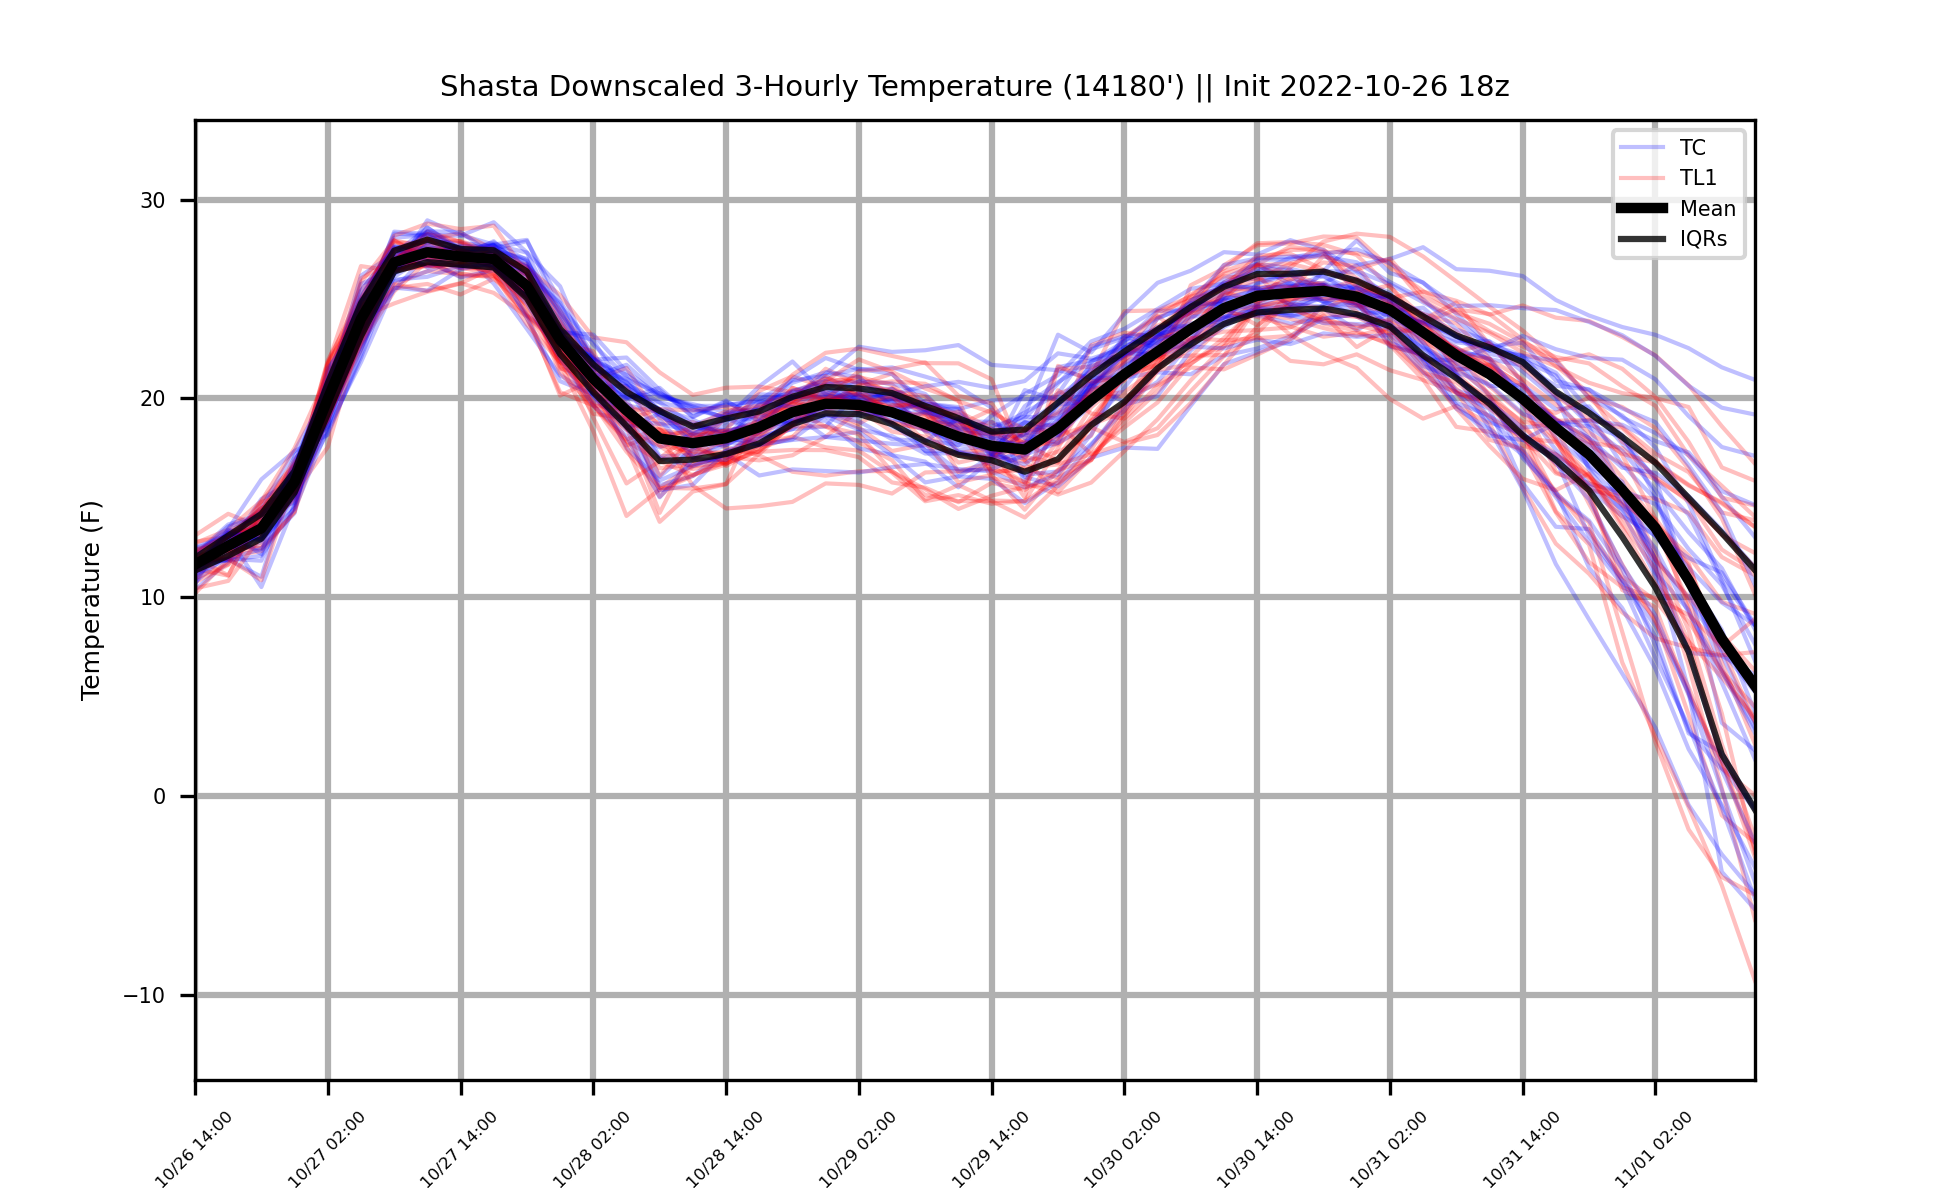 Shasta Downscaled 3-Hourly Temperature (14180') || Init 2022-10-26 18z
TC
TL1
Mean
IQRs
Temperature (F)
30
20
10
0
−10
10/26 14:00
10/27 02:00
10/27 14:00
10/28 02:00
10/28 14:00
10/29 02:00
10/29 14:00
10/30 02:00
10/30 14:00
10/31 02:00
10/31 14:00
11/01 02:00